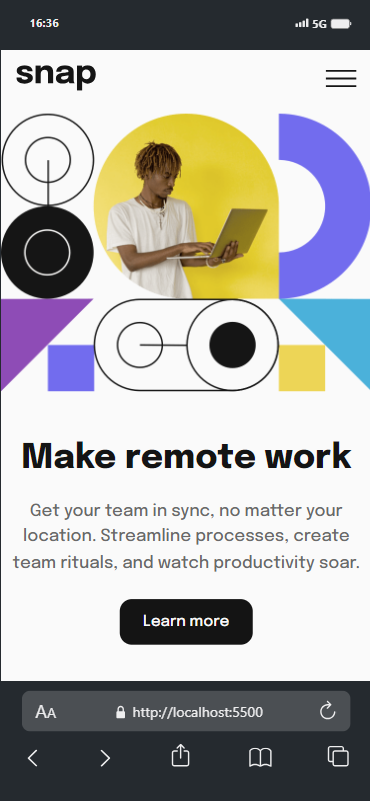 16:36
5G
snap
Make remote work
Get your team in sync, no matter your
location. Streamline processes, create
team rituals, and watch productivity soar.
Learn more
AA
http://localhost:5500